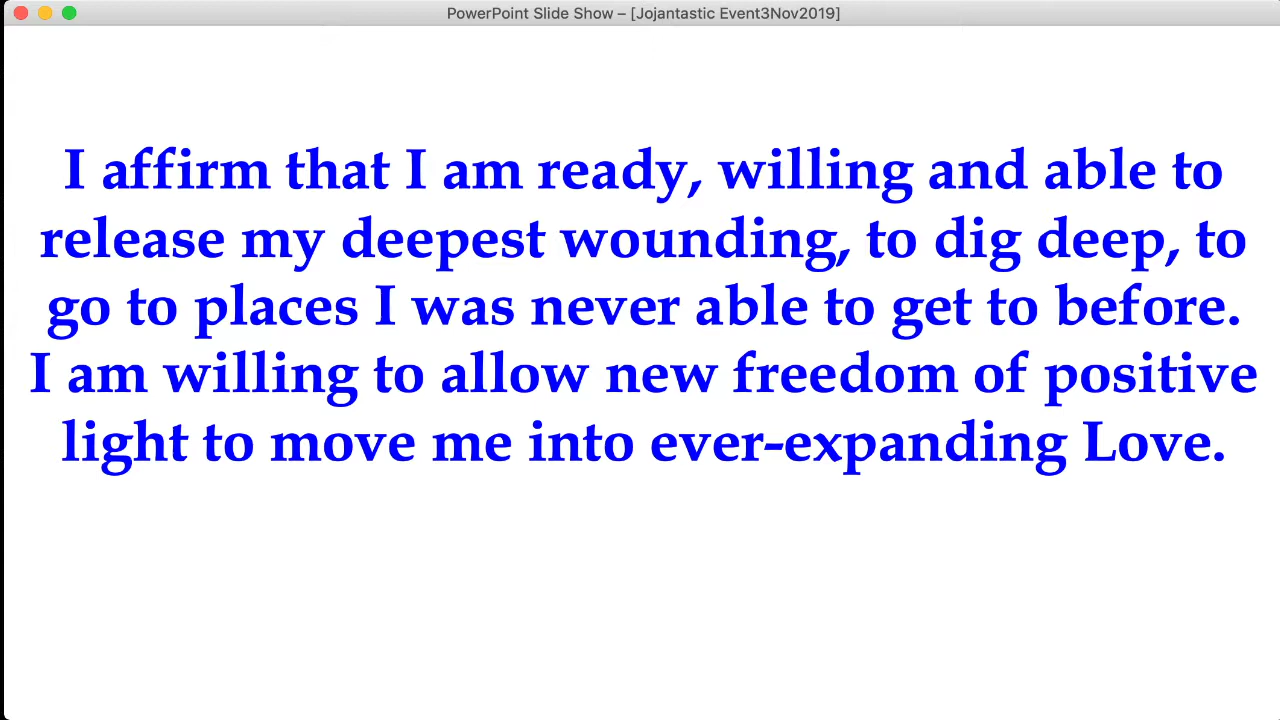 PowerPoint Slide Show – [Jojantastic Event3Nov2019]
I affirm that I am ready, willing and able to
release my deepest wounding, to dig deep, to
go to places I was never able to get to before.
I am willing to allow new freedom of positive
light to move me into ever-expanding Love.